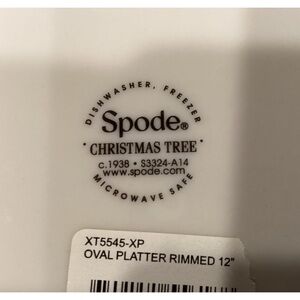 DISHWASHER, FREEZER
Spode®
• CHRISTMAS TREE •
c.1938 • S3324-A14
www.spode.com
MICROWAVE SAFE
XT5545-XP
OVAL PLATTER RIMMED 12"